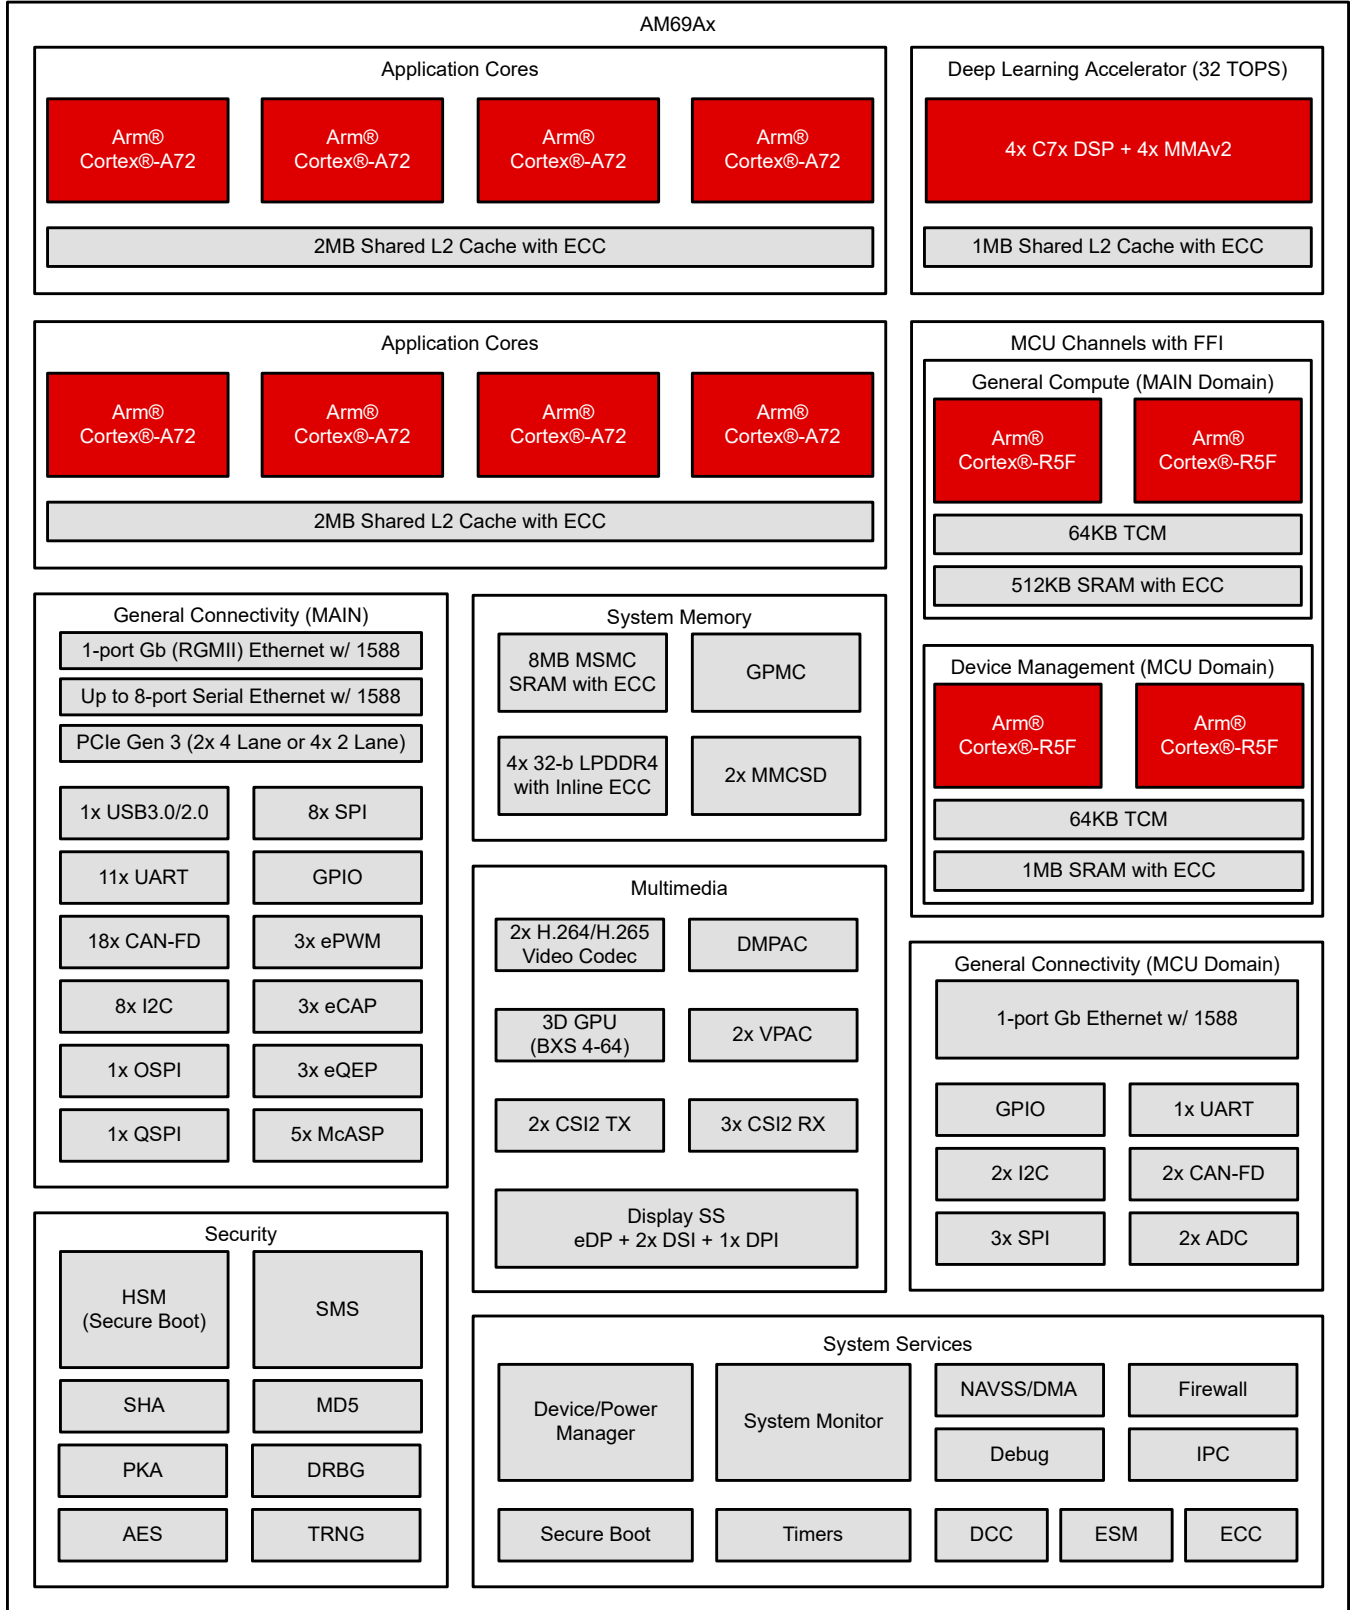 AM69Ax
Application Cores
Arm®
Cortex®-A72
Arm®
Cortex®-A72
Arm®
Cortex®-A72
Arm®
Cortex®-A72
2MB Shared L2 Cache with ECC
Deep Learning Accelerator (32 TOPS)
4x C7x DSP + 4x MMAv2
1MB Shared L2 Cache with ECC
Application Cores
Arm®
Cortex®-A72
Arm®
Cortex®-A72
Arm®
Cortex®-A72
Arm®
Cortex®-A72
2MB Shared L2 Cache with ECC
MCU Channels with FFI
General Compute (MAIN Domain)
Arm®
Cortex®-R5F
Arm®
Cortex®-R5F
64KB TCM
512KB SRAM with ECC
Device Management (MCU Domain)
Arm®
Cortex®-R5F
Arm®
Cortex®-R5F
64KB TCM
1MB SRAM with ECC
General Connectivity (MAIN)
1-port Gb (RGMII) Ethernet w/ 1588
Up to 8-port Serial Ethernet w/ 1588
PCIe Gen 3 (2x 4 Lane or 4x 2 Lane)
1x USB3.0/2.0
8x SPI
11x UART
GPIO
18x CAN-FD
3x ePWM
8x I2C
3x eCAP
1x OSPI
3x eQEP
1x QSPI
5x McASP
System Memory
8MB MSMC
SRAM with ECC
GPMC
4x 32-b LPDDR4
with Inline ECC
2x MMCSD
Multimedia
2x H.264/H.265
Video Codec
DMPAC
3D GPU
(BXS 4-64)
2x VPAC
2x CSI2 TX
3x CSI2 RX
Display SS
eDP + 2x DSI + 1x DPI
General Connectivity (MCU Domain)
1-port Gb Ethernet w/ 1588
GPIO
1x UART
2x I2C
2x CAN-FD
3x SPI
2x ADC
Security
HSM
(Secure Boot)
SMS
SHA
MD5
PKA
DRBG
AES
TRNG
System Services
Device/Power
Manager
System Monitor
NAVSS/DMA
Firewall
Debug
IPC
Secure Boot
Timers
DCC
ESM
ECC